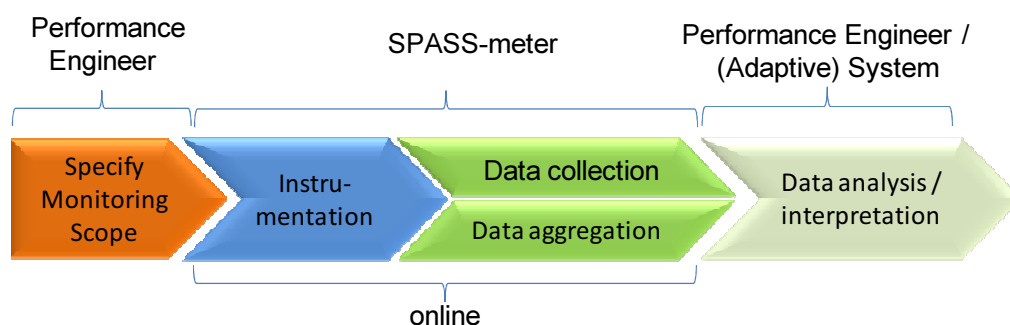 Performance
Engineer
SPASS-meter
Performance Engineer /
(Adaptive) System
Specify
Monitoring
Scope
Instru-
mentation
Data collection
Data aggregation
Data analysis /
interpretation
online